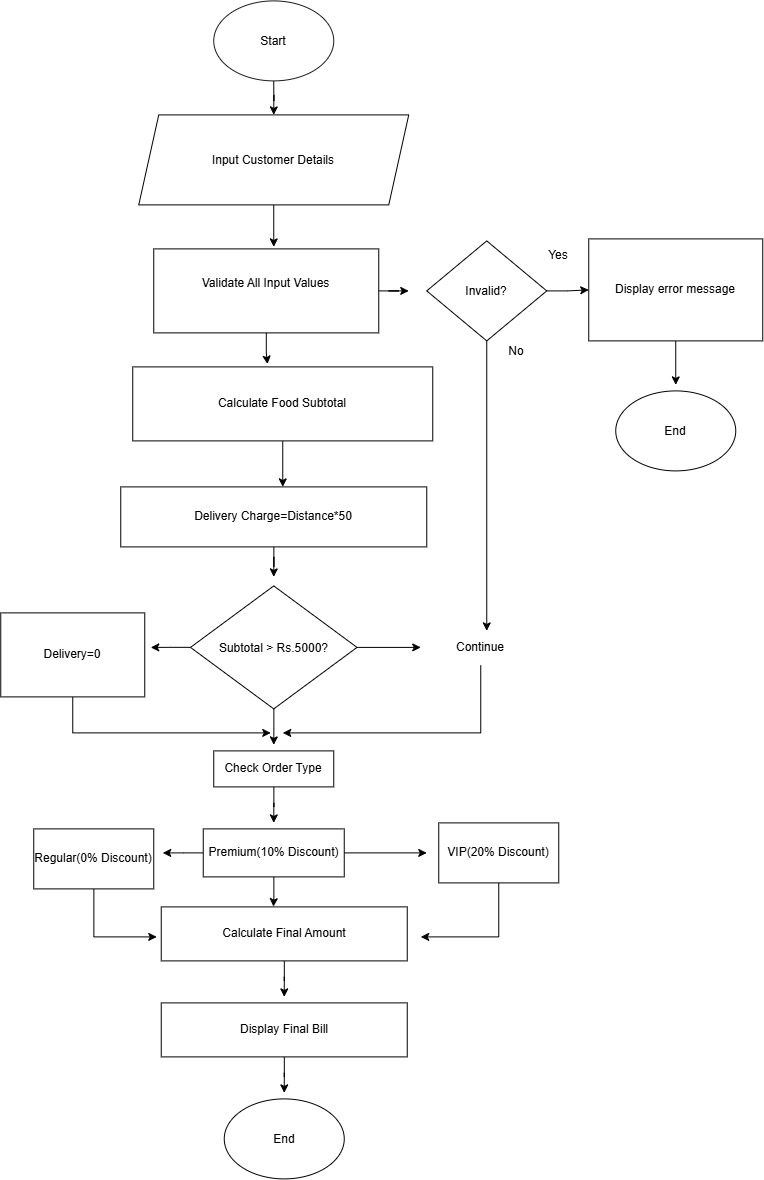 Start
Input Customer Details
Validate All Input Values
Invalid?
Yes
Display error message
No
Calculate Food Subtotal
End
Delivery Charge=Distance*50
Delivery=0
Subtotal > Rs.5000?
Continue
Check Order Type
Regular(0% Discount)
Premium(10% Discount)
VIP(20% Discount)
Calculate Final Amount
Display Final Bill
End